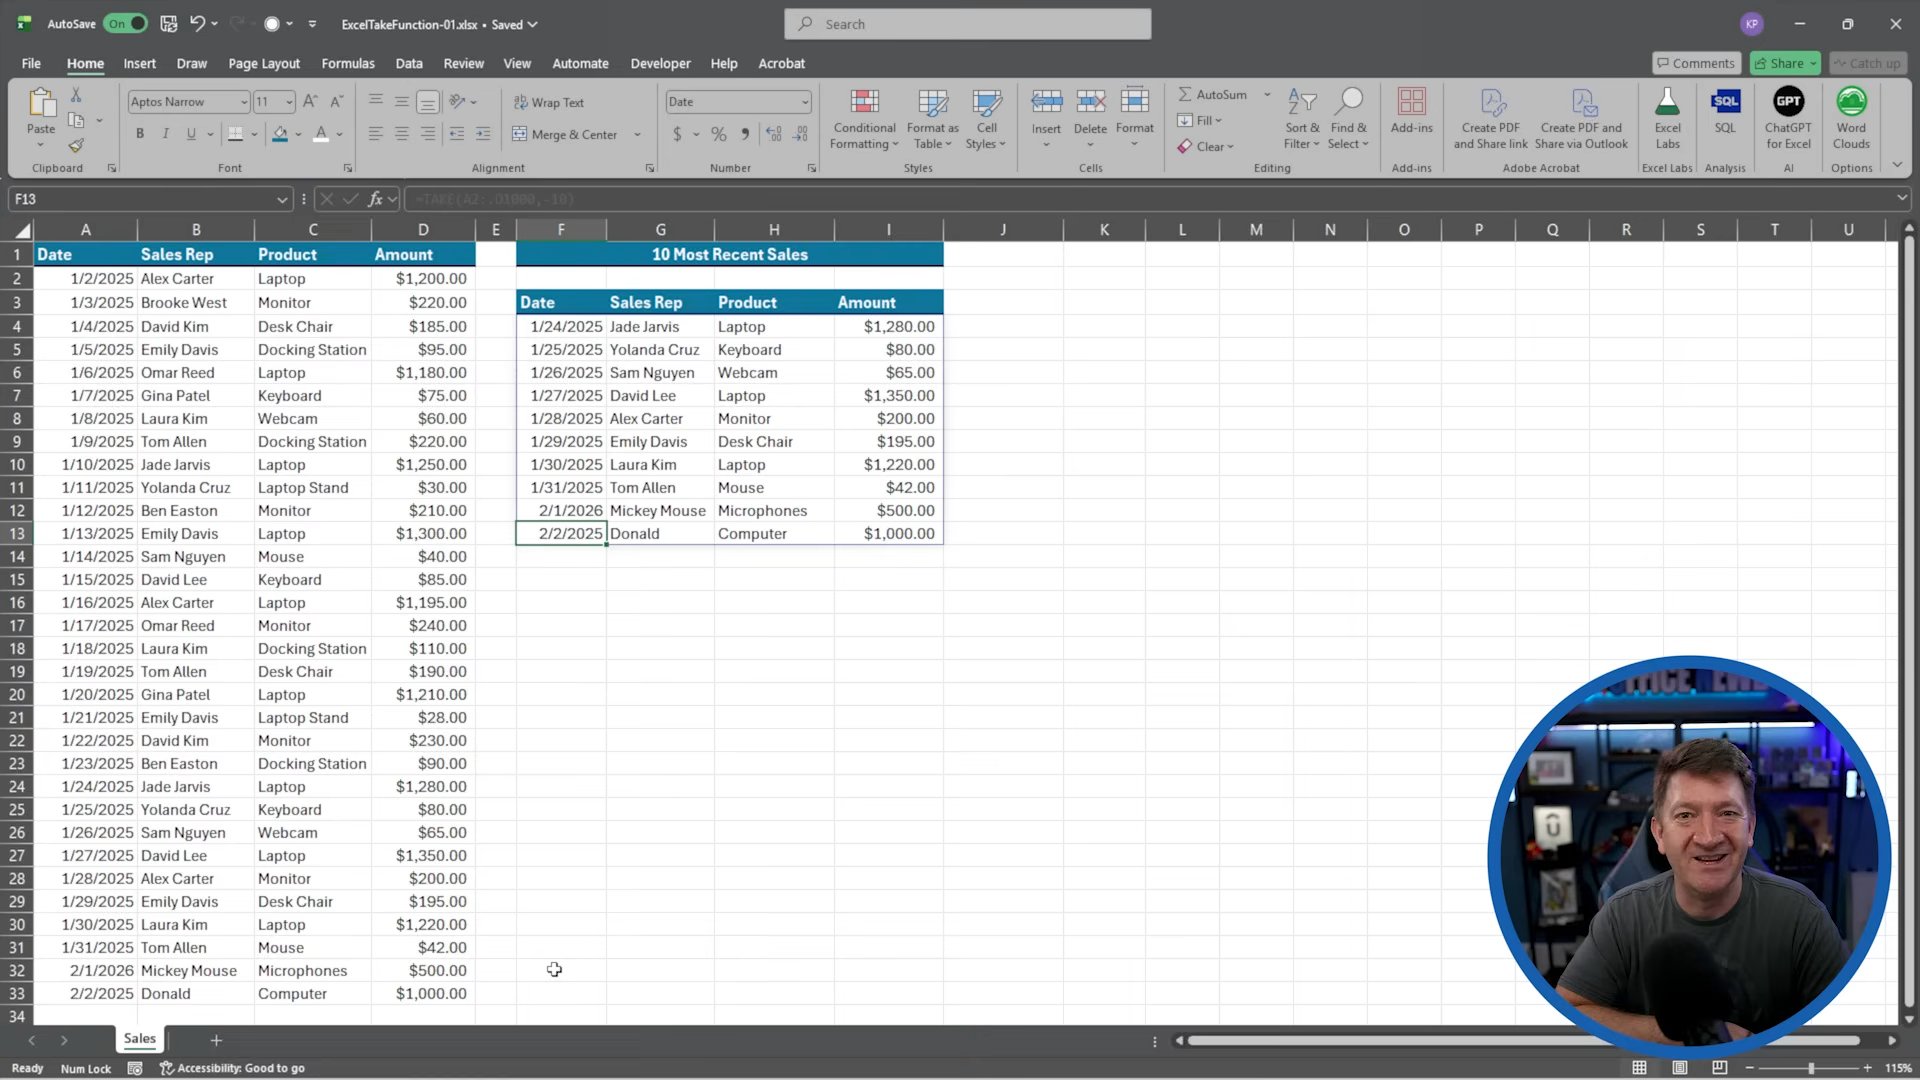 AutoSave On ExcelTakeFunction-01.xlsx • Saved Search KP
File Home Insert Draw Page Layout Formulas Data Review View Automate Developer Help Acrobat Comments Share Catch up
Paste Aptos Narrow 11 Wrap Text Merge & Center Date Conditional Formatting Format as Table Cell Styles Insert Delete Format AutoSum Fill Clear Sort & Filter Find & Select Add-ins Create PDF and Share link Create PDF and Share via Outlook Excel Labs SQL ChatGPT for Excel Word Clouds
Clipboard Font Alignment Number Styles Cells Editing Add-ins Adobe Acrobat Excel Labs Analysis AI Options
F13 fx =TAKE(A2:.D1000,-10)
A B C D E F G H I J K L M N O P Q R S T U
1 Date Sales Rep Product Amount 10 Most Recent Sales
2 1/2/2025 Alex Carter Laptop $1,200.00
3 1/3/2025 Brooke West Monitor $220.00 Date Sales Rep Product Amount
4 1/4/2025 David Kim Desk Chair $185.00 1/24/2025 Jade Jarvis Laptop $1,280.00
5 1/5/2025 Emily Davis Docking Station $95.00 1/25/2025 Yolanda Cruz Keyboard $80.00
6 1/6/2025 Omar Reed Laptop $1,180.00 1/26/2025 Sam Nguyen Webcam $65.00
7 1/7/2025 Gina Patel Keyboard $75.00 1/27/2025 David Lee Laptop $1,350.00
8 1/8/2025 Laura Kim Webcam $60.00 1/28/2025 Alex Carter Monitor $200.00
9 1/9/2025 Tom Allen Docking Station $220.00 1/29/2025 Emily Davis Desk Chair $195.00
10 1/10/2025 Jade Jarvis Laptop $1,250.00 1/30/2025 Laura Kim Laptop $1,220.00
11 1/11/2025 Yolanda Cruz Laptop Stand $30.00 1/31/2025 Tom Allen Mouse $42.00
12 1/12/2025 Ben Easton Monitor $210.00 2/1/2026 Mickey Mouse Microphones $500.00
13 1/13/2025 Emily Davis Laptop $1,300.00 2/2/2025 Donald Computer $1,000.00
14 1/14/2025 Sam Nguyen Mouse $40.00
15 1/15/2025 David Lee Keyboard $85.00
16 1/16/2025 Alex Carter Laptop $1,195.00
17 1/17/2025 Omar Reed Monitor $240.00
18 1/18/2025 Laura Kim Docking Station $110.00
19 1/19/2025 Tom Allen Desk Chair $190.00
20 1/20/2025 Gina Patel Laptop $1,210.00
21 1/21/2025 Emily Davis Laptop Stand $28.00
22 1/22/2025 David Kim Monitor $230.00
23 1/23/2025 Ben Easton Docking Station $90.00
24 1/24/2025 Jade Jarvis Laptop $1,280.00
25 1/25/2025 Yolanda Cruz Keyboard $80.00
26 1/26/2025 Sam Nguyen Webcam $65.00
27 1/27/2025 David Lee Laptop $1,350.00
28 1/28/2025 Alex Carter Monitor $200.00
29 1/29/2025 Emily Davis Desk Chair $195.00
30 1/30/2025 Laura Kim Laptop $1,220.00
31 1/31/2025 Tom Allen Mouse $42.00
32 2/1/2026 Mickey Mouse Microphones $500.00
33 2/2/2025 Donald Computer $1,000.00
34
Sales
Ready Num Lock Accessibility: Good to go 115%